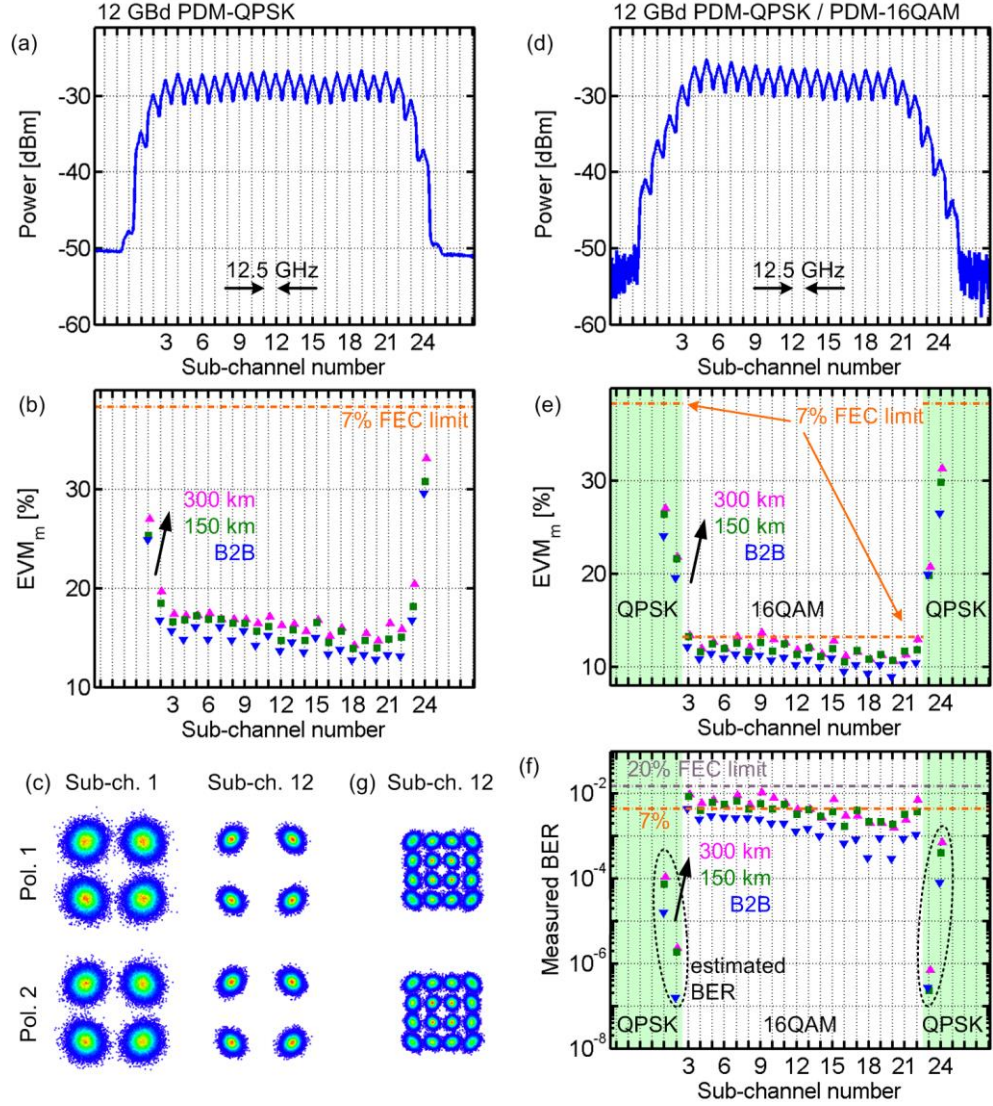 12 GBd PDM-QPSK
(a)
Power [dBm]
-30
-40
-50
-60
12.5 GHz
3 6 9 12 15 18 21 24
Sub-channel number
12 GBd PDM-QPSK / PDM-16QAM
(d)
Power [dBm]
-30
-40
-50
-60
12.5 GHz
3 6 9 12 15 18 21 24
Sub-channel number
(b)
EVMm [%]
30
20
10
7% FEC limit
300 km
150 km
B2B
3 6 9 12 15 18 21 24
Sub-channel number
(e)
EVMm [%]
30
20
10
7% FEC limit
300 km
150 km
B2B
QPSK
16QAM
QPSK
3 6 9 12 15 18 21 24
Sub-channel number
(c)
Sub-ch. 1
Sub-ch. 12
Pol. 1
Pol. 2
(g)
Sub-ch. 12
(f)
Measured BER
10-2
10-4
10-6
10-8
20% FEC limit
7%
300 km
150 km
B2B
estimated
BER
QPSK
16QAM
QPSK
3 6 9 12 15 18 21 24
Sub-channel number